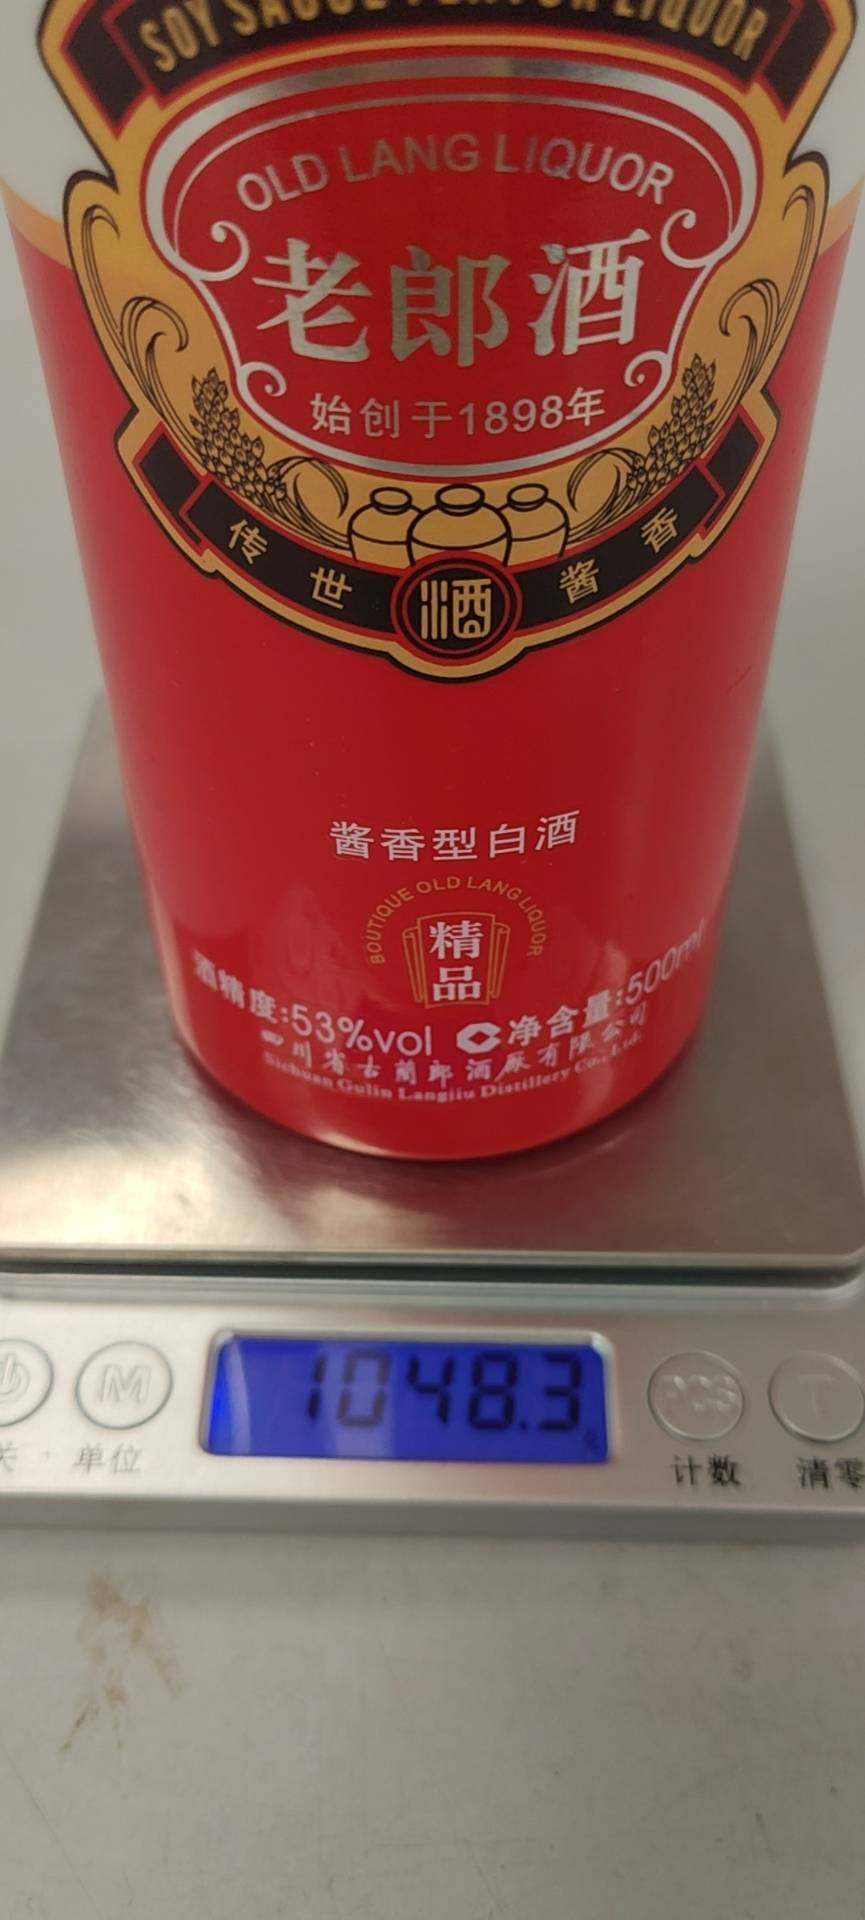 SOY SAUCE FLAVOR LIQUOR
OLD LANG LIQUOR
老郎酒
始创于1898年
传世酱香
酒
酱香型白酒
BOUTIQUE OLD LANG LIQUOR
精品
酒精度:53%vol 净含量:500ml
四川省古蔺郎酒厂有限公司
Sichuan Gulin Langjiu Distillery Co., Ltd.
1048.3
M
PCS
T
关 · 单位
计数
清零